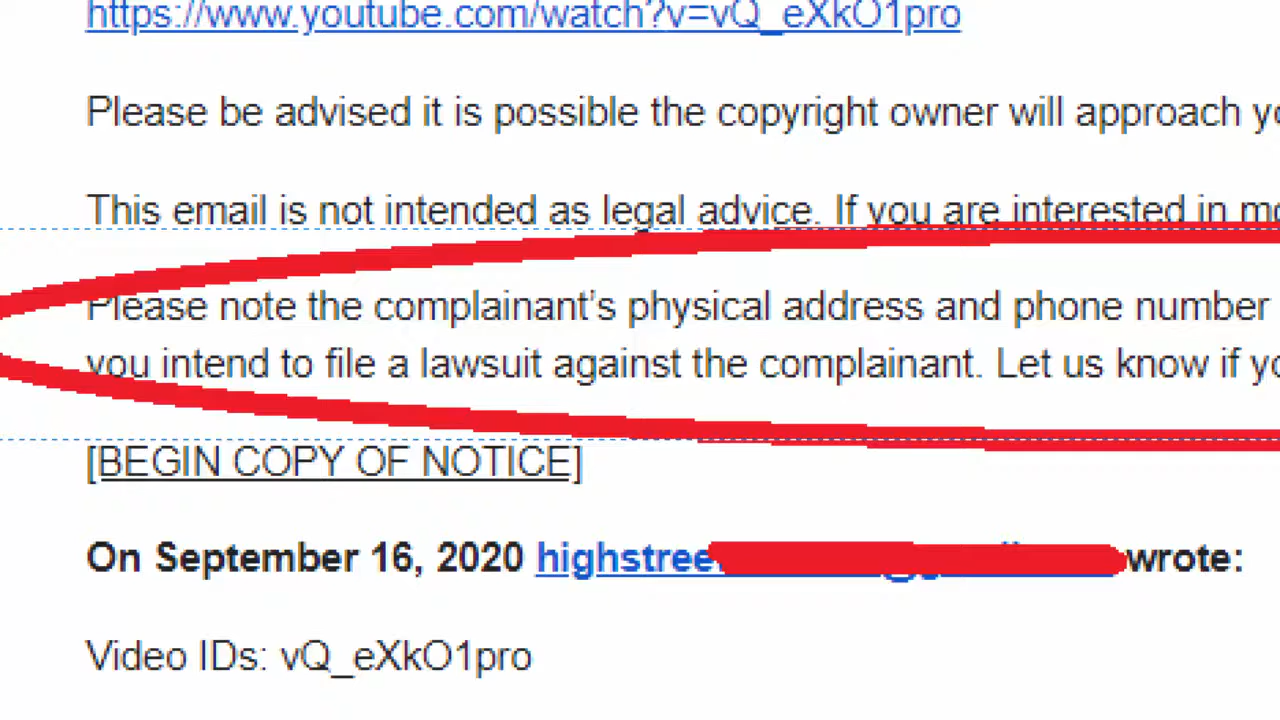 https://www.youtube.com/watch?v=vQ_eXkO1pro
Please be advised it is possible the copyright owner will approach
This email is not intended as legal advice. If you are interested in
Please note the complainant's physical address and phone number
you intend to file a lawsuit against the complainant. Let us know if
[BEGIN COPY OF NOTICE]
On September 16, 2020 highstree wrote:
Video IDs: vQ_eXkO1pro